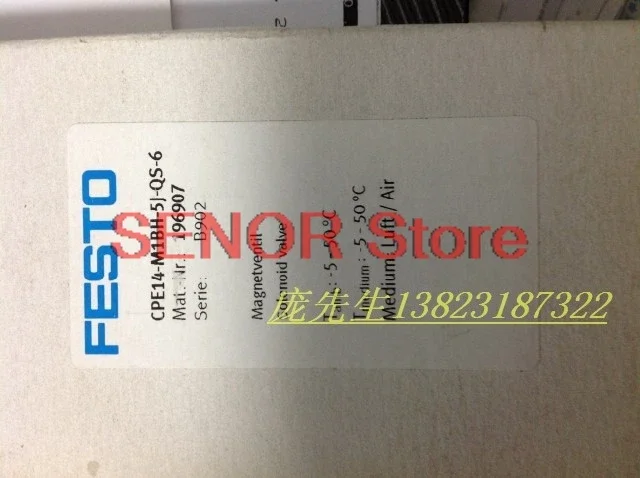 FESTO
CPE14-M1BH-5J-QS-6
Mat.-Nr.: 196907
Serie: B902
Magnetventil
Solenoid valve
: -5 - 50 °C
: -5 - 50 °C
Medium Luft / Air
SENOR Store
庞先生13823187322